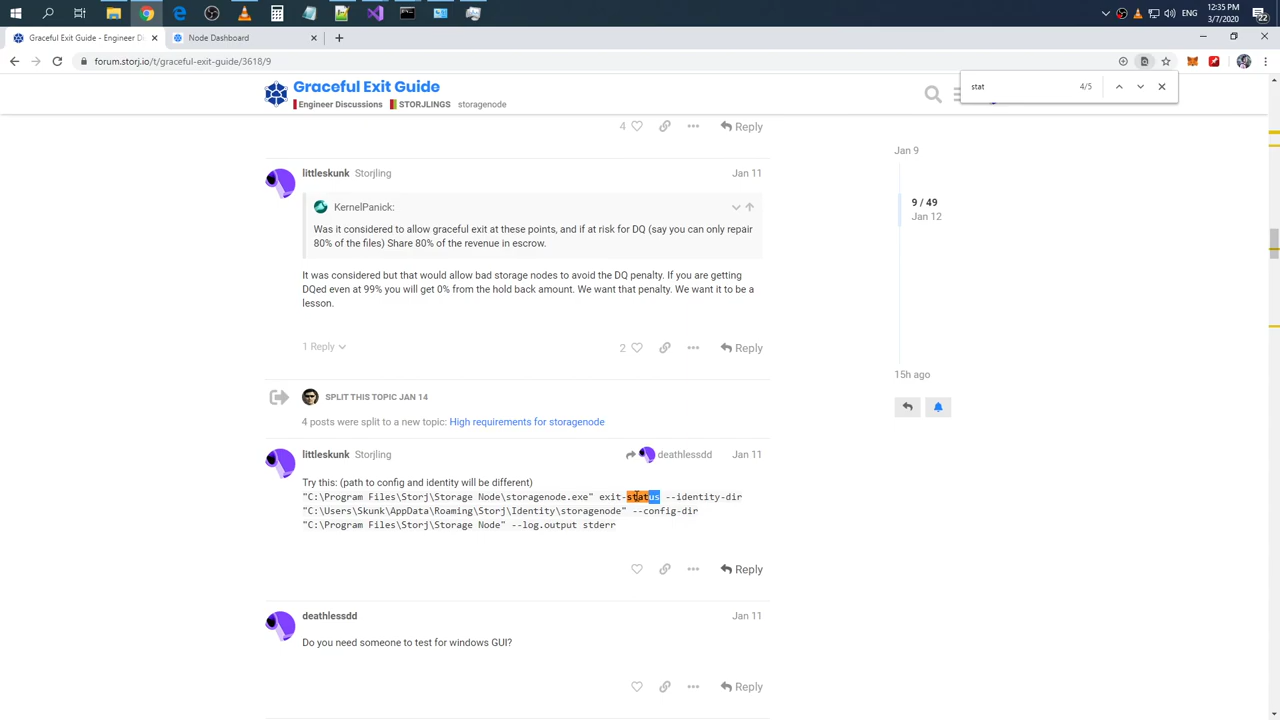 12:35 PM
ENG
3/7/2020
22
Graceful Exit Guide - Engineer Di
Node Dashboard
forum.storj.io/t/graceful-exit-guide/3618/9
stat
4/5
Graceful Exit Guide
Engineer Discussions
STORJLINGS
storagenode
4
Reply
Jan 9
9 / 49
Jan 12
15h ago
littleskunk Storjling
Jan 11
KernelPanick:
Was it considered to allow graceful exit at these points, and if at risk for DQ (say you can only repair
80% of the files) Share 80% of the revenue in escrow.
It was considered but that would allow bad storage nodes to avoid the DQ penalty. If you are getting
DQed even at 99% you will get 0% from the hold back amount. We want that penalty. We want it to be a
lesson.
1 Reply
2
Reply
SPLIT THIS TOPIC JAN 14
4 posts were split to a new topic: High requirements for storagenode
littleskunk Storjling
deathlessdd
Jan 11
Try this: (path to config and identity will be different)
"C:\Program Files\Storj\Storage Node\storagenode.exe" exit-status --identity-dir
"C:\Users\Skunk\AppData\Roaming\Storj\Identity\storagenode" --config-dir
"C:\Program Files\Storj\Storage Node" --log.output stderr
Reply
deathlessdd
Jan 11
Do you need someone to test for windows GUI?
Reply